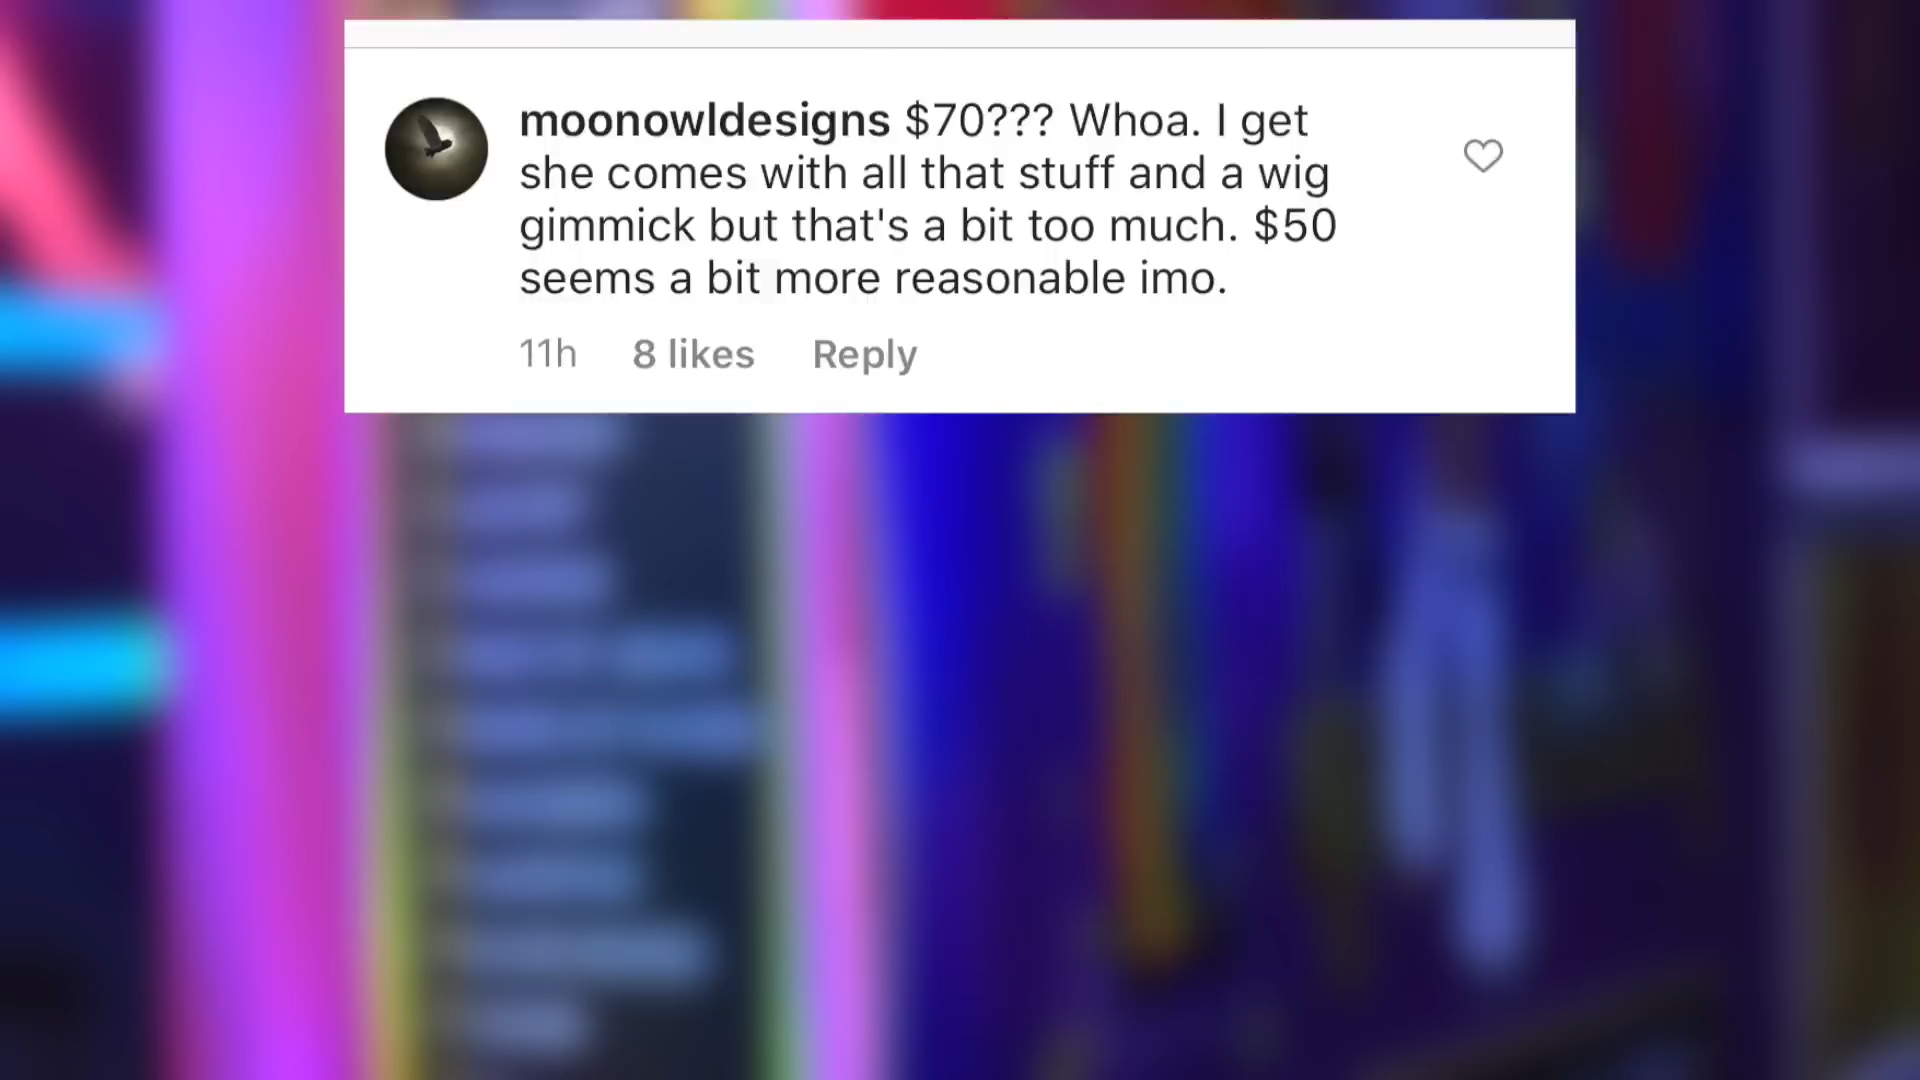 moonowldesigns $70??? Whoa. I get
she comes with all that stuff and a wig
gimmick but that's a bit too much. $50
seems a bit more reasonable imo.
11h 8 likes Reply